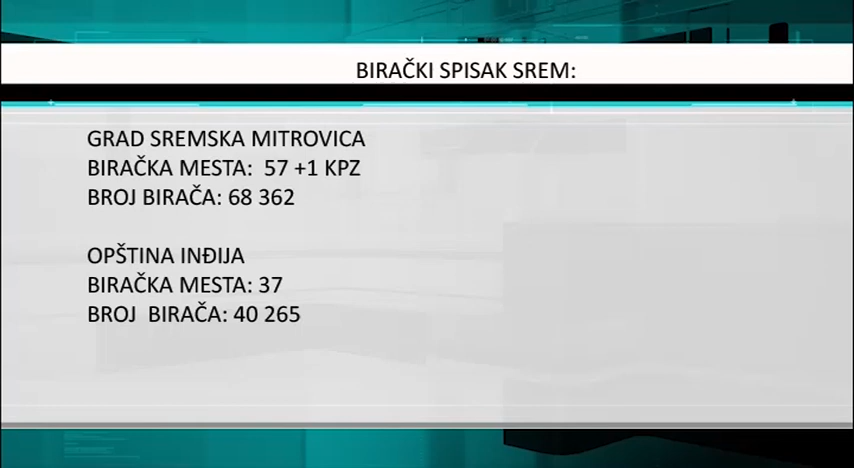 BIRAČKI SPISAK SREM:
GRAD SREMSKA MITROVICA
BIRAČKA MESTA: 57 +1 KPZ
BROJ BIRAČA: 68 362
OPŠTINA INĐIJA
BIRAČKA MESTA: 37
BROJ BIRAČA: 40 265